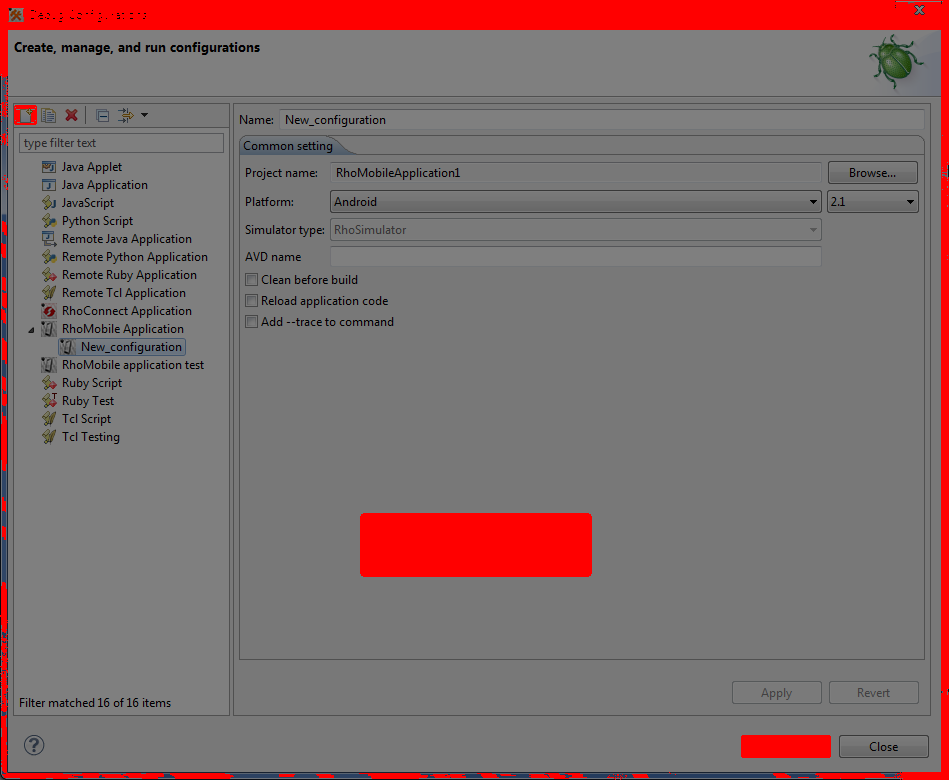 Debug Configurations
Create, manage, and run configurations
type filter text
Java Applet
Java Application
JavaScript
Python Script
Remote Java Application
Remote Python Application
Remote Ruby Application
Remote Tcl Application
RhoConnect Application
RhoMobile Application
New_configuration
RhoMobile application test
Ruby Script
Ruby Test
Tcl Script
Tcl Testing
Filter matched 16 of 16 items
Name: New_configuration
Common setting
Project name: RhoMobileApplication1 Browse...
Platform: Android 2.1
Simulator type: RhoSimulator
AVD name
Clean before build
Reload application code
Add --trace to command
Apply Revert
? Close